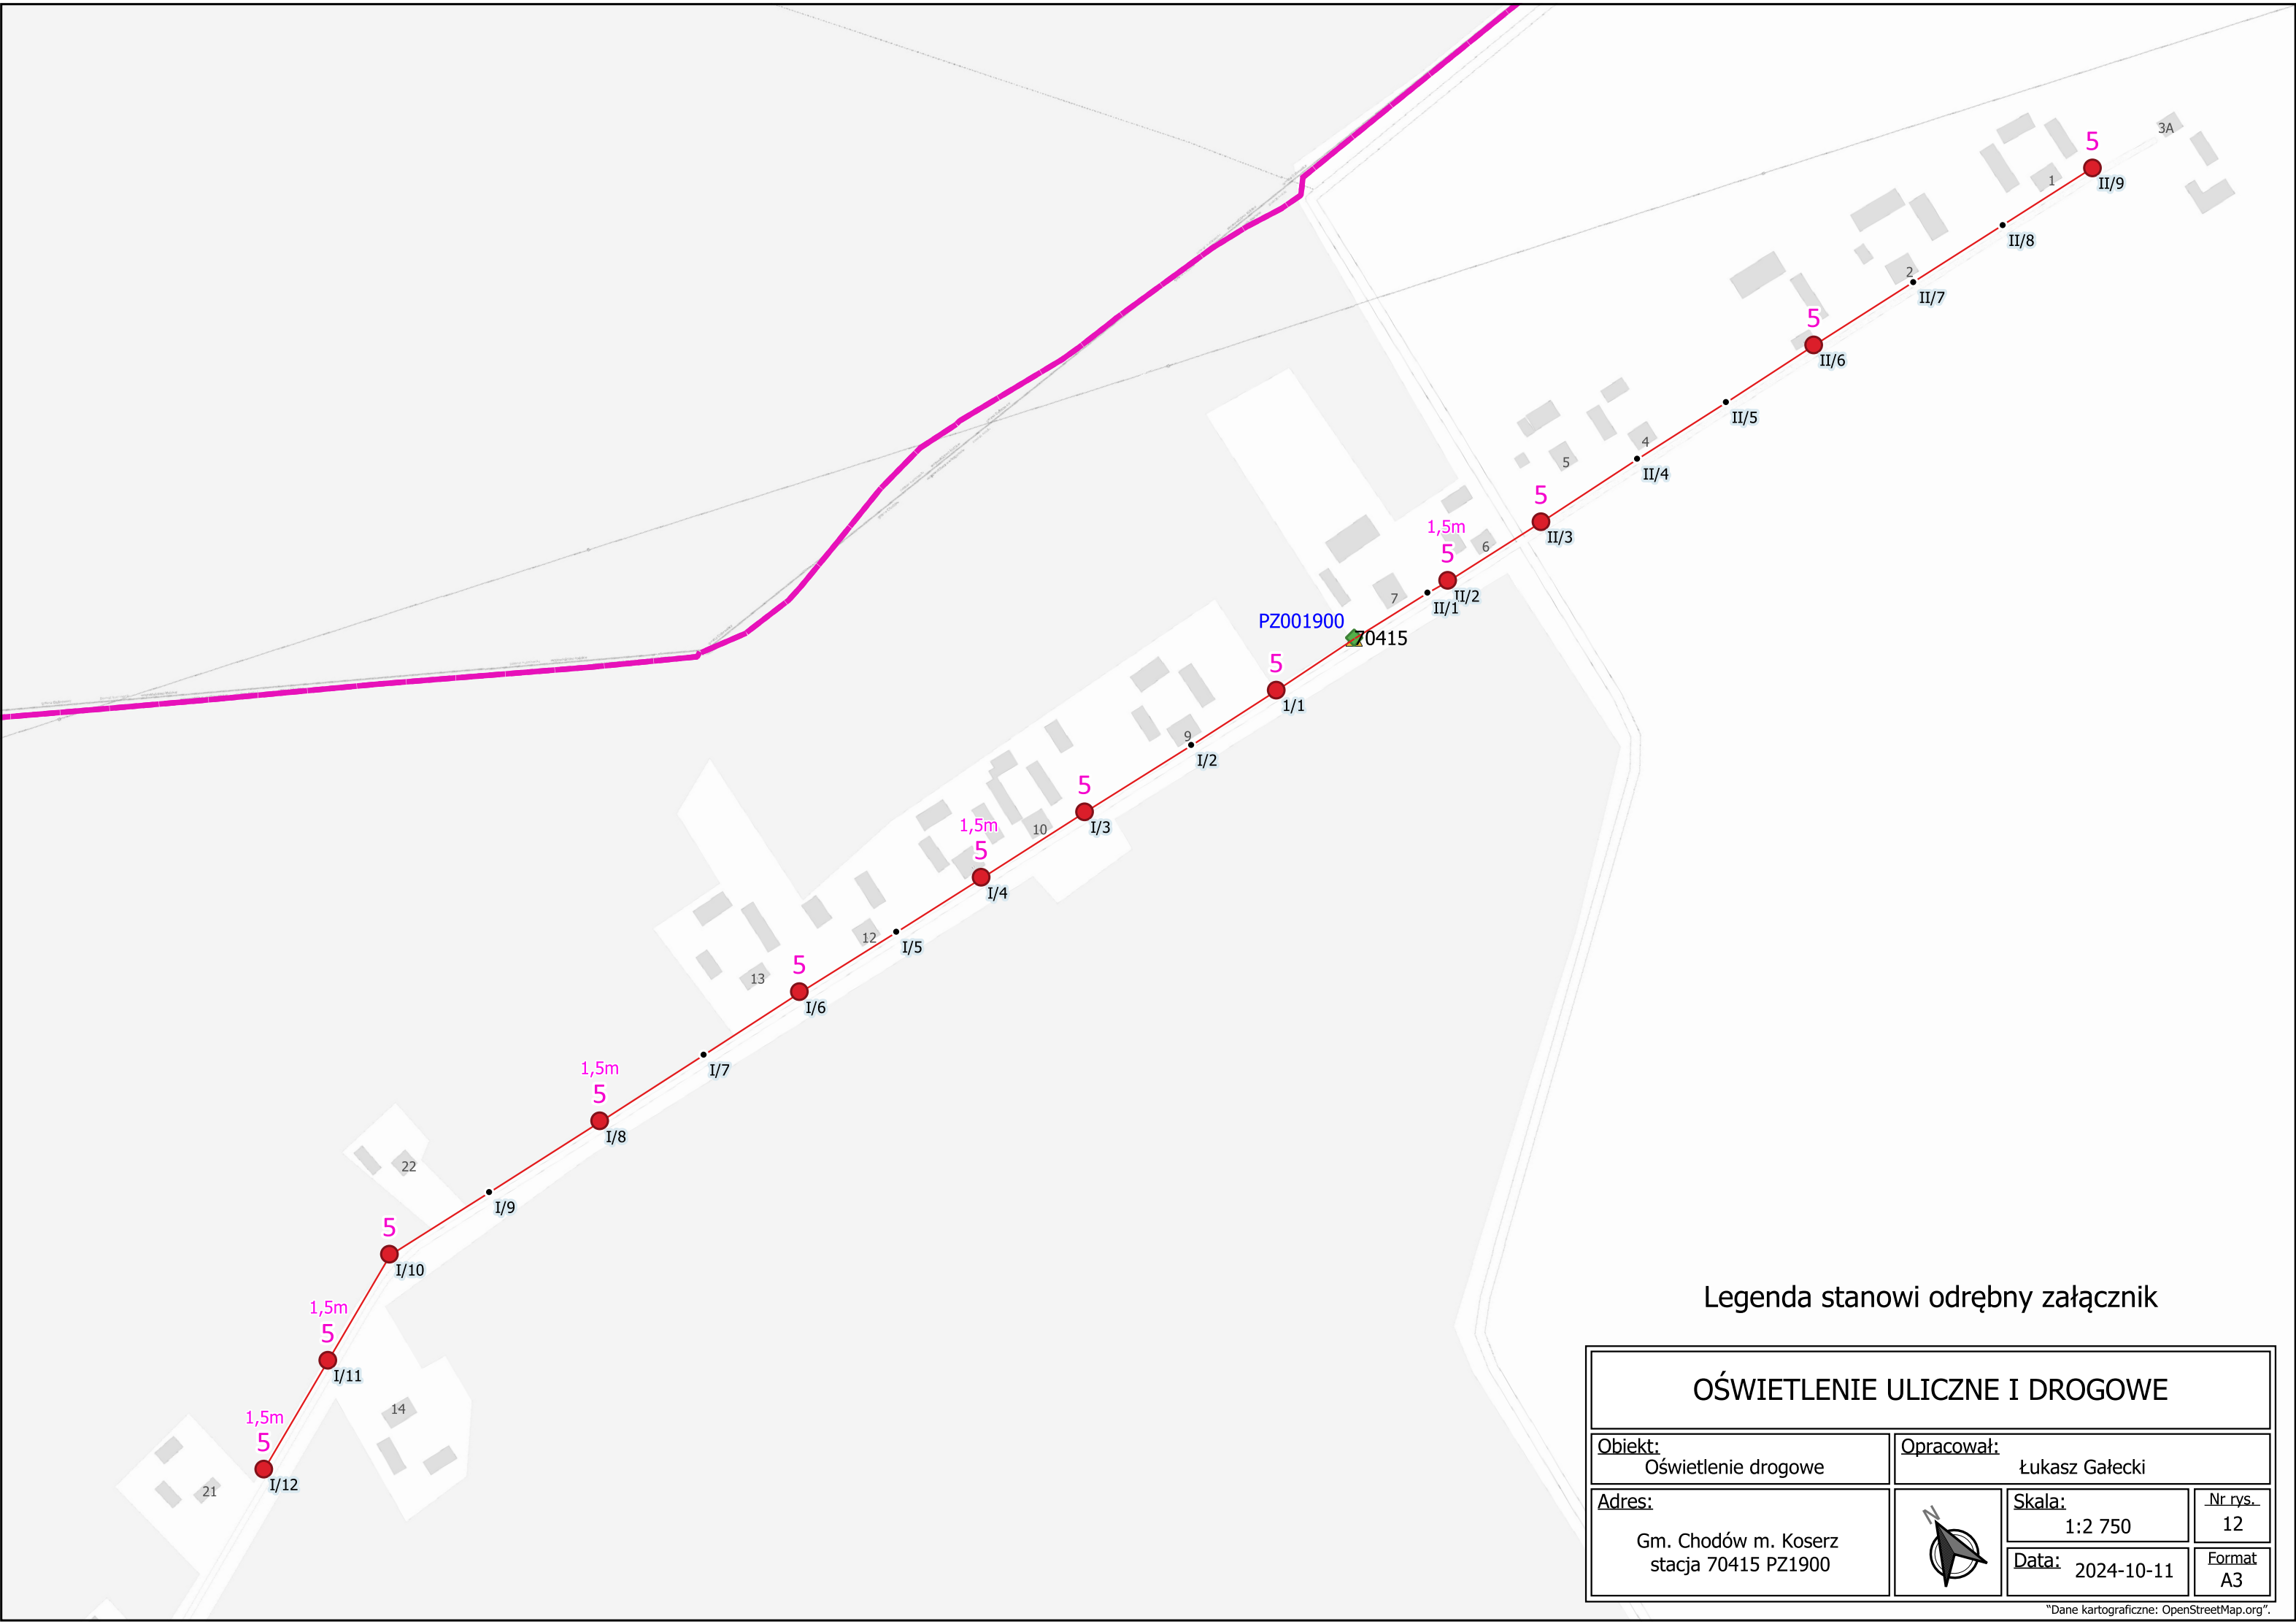 3A
5
II/9
1
II/8
2
II/7
5
II/6
II/5
4
II/4
5
5
II/3
1,5m
5
6
II/2
7
II/1
PZ001900
70415
5
1/1
9
I/2
5
I/3
1,5m
10
5
I/4
12
I/5
5
13
I/6
I/7
1,5m
5
I/8
22
I/9
5
I/10
1,5m
5
I/11
14
1,5m
5
I/12
21
Legenda stanowi odrębny załącznik
OŚWIETLENIE ULICZNE I DROGOWE
Obiekt:
Oświetlenie drogowe
Opracował:
Łukasz Gałecki
Adres:
Gm. Chodów m. Koserz
stacja 70415 PZ1900
N
Skala:
1:2 750
Nr rys.
12
Data: 2024-10-11
Format
A3
"Dane kartograficzne: OpenStreetMap.org".